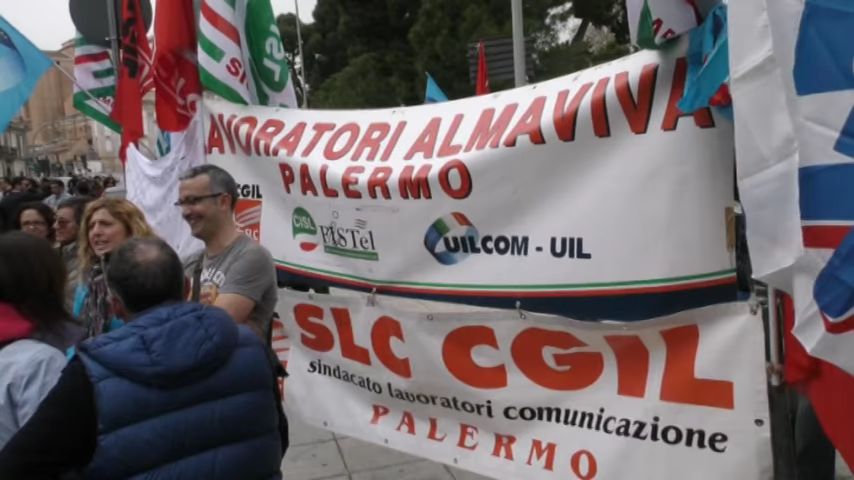 LAVORATORI ALMAVIVA
PALERMO
CGIL
CISL
FISTel
UILCOM - UIL
SLC CGIL
sindacato lavoratori comunicazione
PALERMO